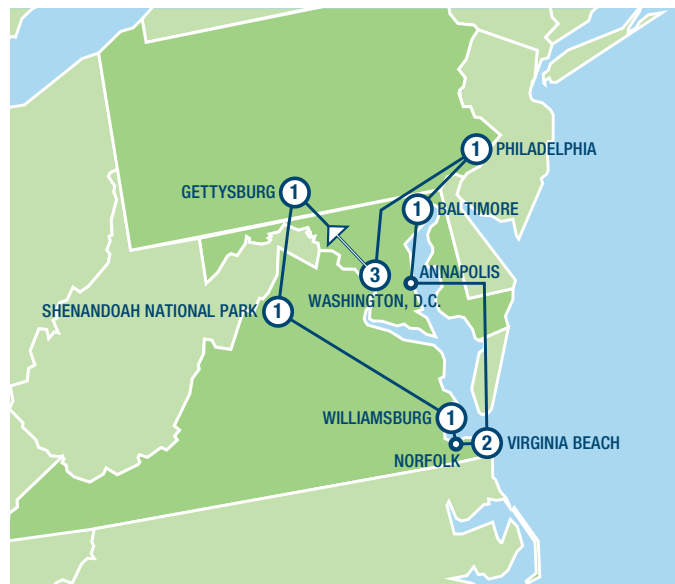 1 PHILADELPHIA
GETTYSBURG 1
1 BALTIMORE
3
ANNAPOLIS
WASHINGTON, D.C.
SHENANDOAH NATIONAL PARK 1
WILLIAMSBURG 1
2 VIRGINIA BEACH
NORFOLK